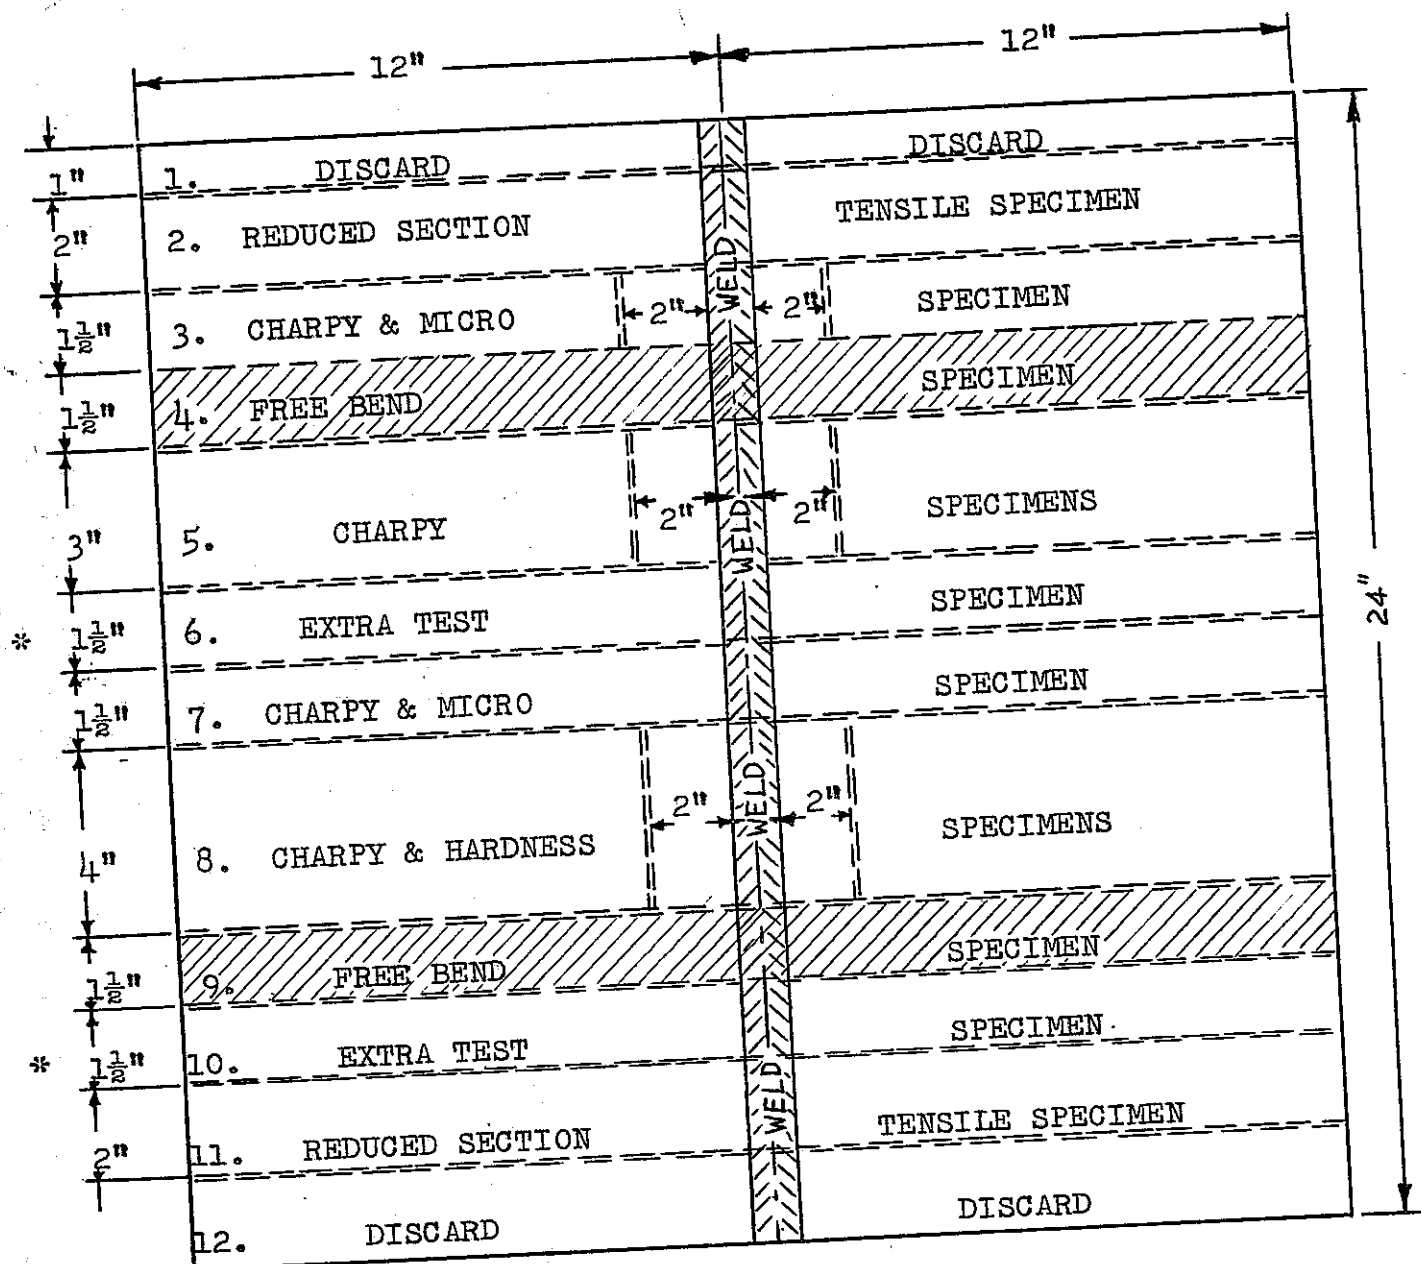 12" 12"
1" 1. DISCARD DISCARD
2" 2. REDUCED SECTION TENSILE SPECIMEN
WELD
1½" 3. CHARPY & MICRO 2" 2" SPECIMEN
1½" 4. FREE BEND SPECIMEN
3" 5. CHARPY 2" 2" SPECIMENS
WELD
24"
* 1½" 6. EXTRA TEST SPECIMEN
1½" 7. CHARPY & MICRO SPECIMEN
WELD
4" 8. CHARPY & HARDNESS 2" 2" SPECIMENS
1½" 9. FREE BEND SPECIMEN
* 1½" 10. EXTRA TEST SPECIMEN
WELD
2" 11. REDUCED SECTION TENSILE SPECIMEN
12. DISCARD DISCARD